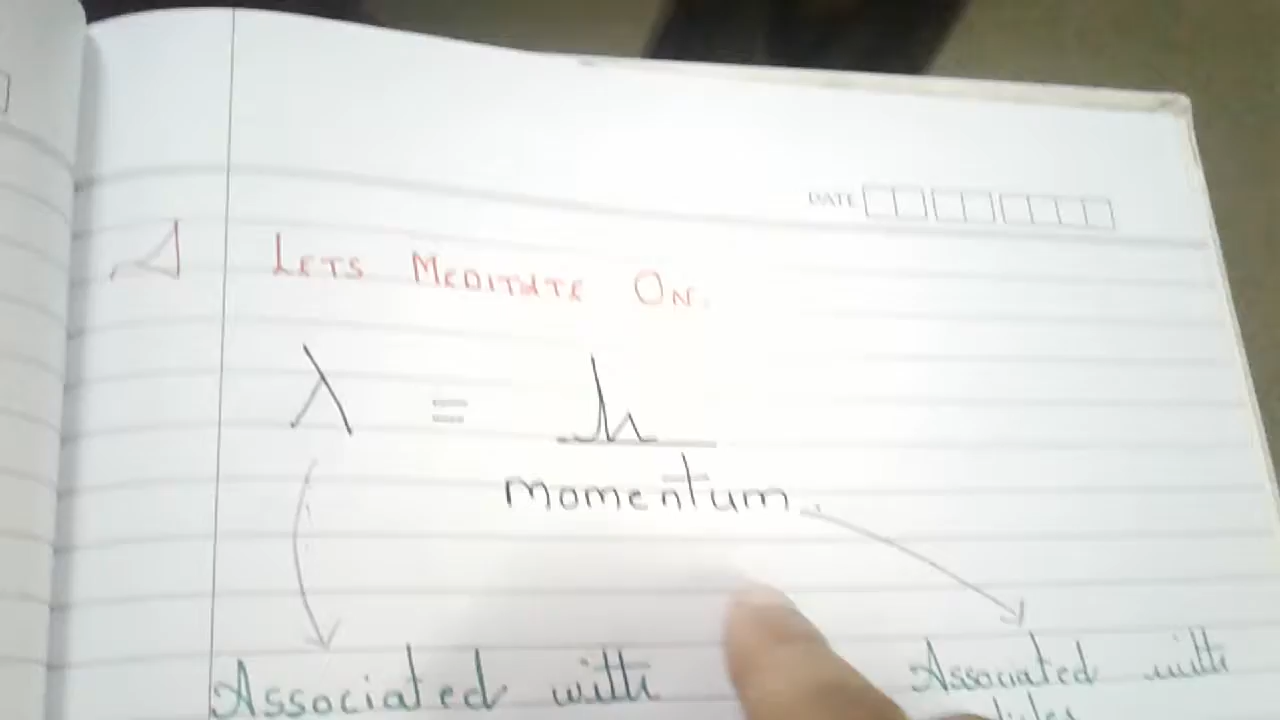 DATE
LETS MEDITATE ON.
λ = h
momentum.
Associated with
Associated with